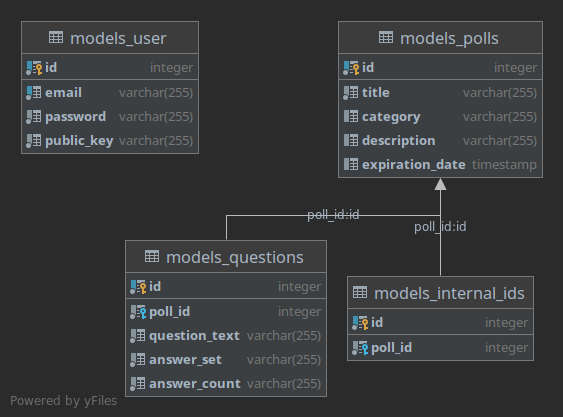 models_user
id integer
email varchar(255)
password varchar(255)
public_key varchar(255)
models_polls
id integer
title varchar(255)
category varchar(255)
description varchar(255)
expiration_date timestamp
poll_id:id
poll_id:id
models_questions
id integer
poll_id integer
question_text varchar(255)
answer_set varchar(255)
answer_count varchar(255)
models_internal_ids
id integer
poll_id integer
Powered by yFiles